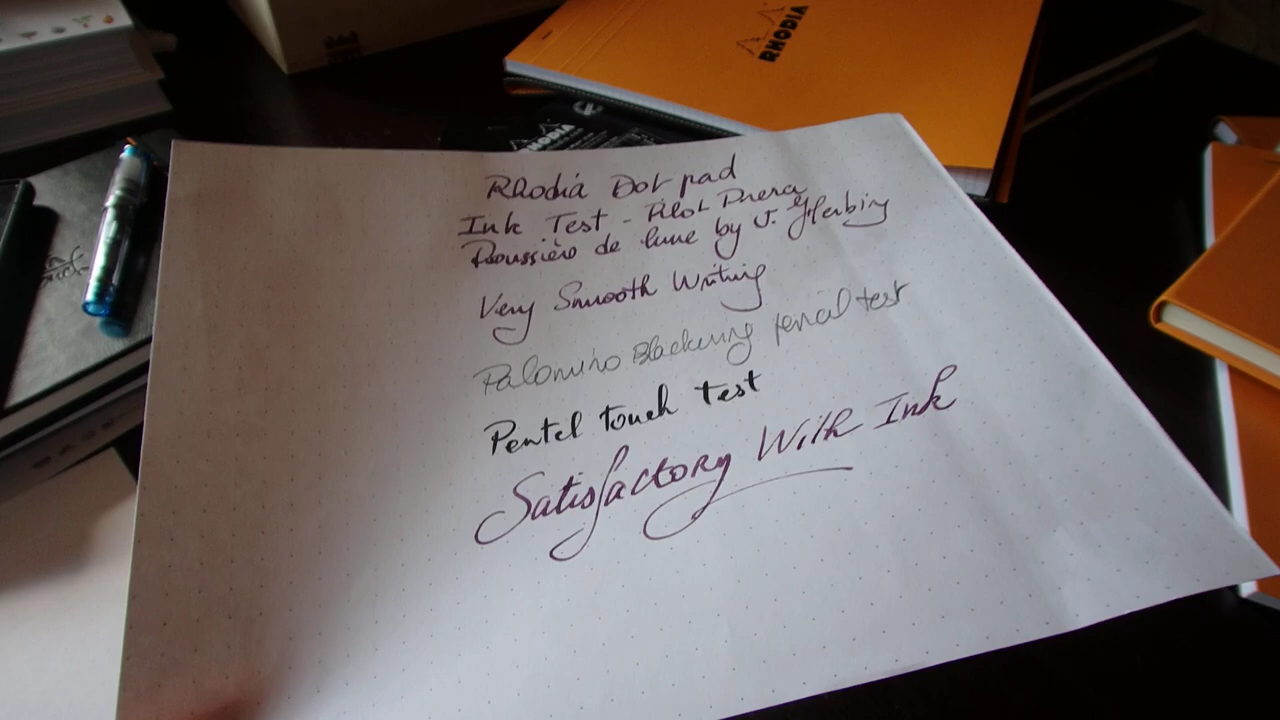 RHODIA
RHODIA
Rhodia Dot pad
Ink Test - Pilot Prera
Poussière de lune by J. Herbin
Very Smooth Writing
Palomino Blackwing pencil test
Pentel touch test
Satisfactory With Ink